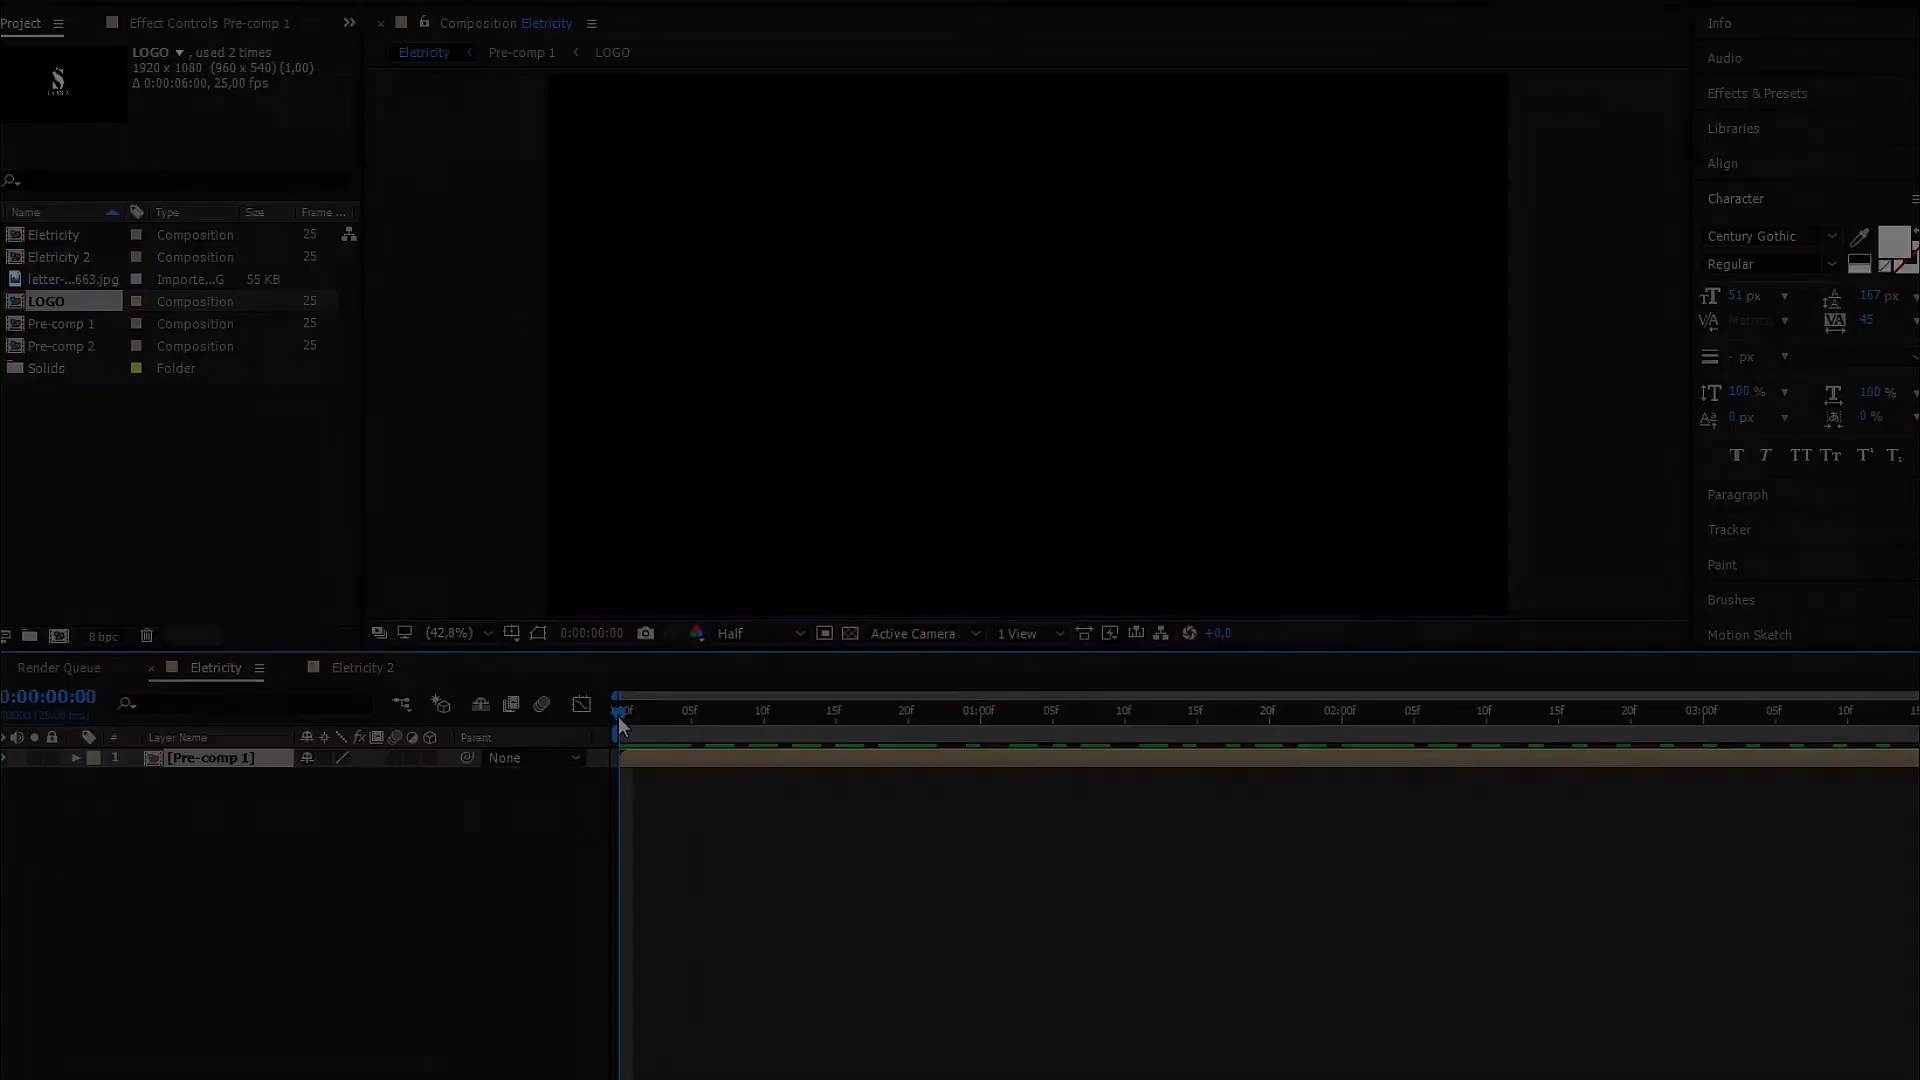 Project
Effect Controls Pre-comp 1
Composition Eletricity
Info
LOGO , used 2 times
1920 x 1080 (960 x 540) (1,00)
Δ 0:00:06:00, 25,00 fps
Eletricity
Pre-comp 1
LOGO
Audio
Effects & Presets
Libraries
Align
Character
Name
Type
Size
Frame ...
Eletricity Composition 25
Eletricity 2 Composition 25
letter-...663.jpg Importe...G 55 KB
LOGO Composition 25
Pre-comp 1 Composition 25
Pre-comp 2 Composition 25
Solids Folder
Century Gothic
Regular
51 px
167 px
Metrics
45
- px
100 %
100 %
0 px
0 %
T T TT Tт T¹ T₁
Paragraph
Tracker
Paint
Brushes
Motion Sketch
8 bpc
(42,8%)
0:00:00:00
Half
Active Camera
1 View
+0,0
Render Queue
Eletricity
Eletricity 2
0:00:00:00
05f 10f 15f 20f 01:00f 05f 10f 15f 20f 02:00f 05f 10f 15f 20f 03:00f 05f 10f
# Layer Name
Parent
1 [Pre-comp 1]
None